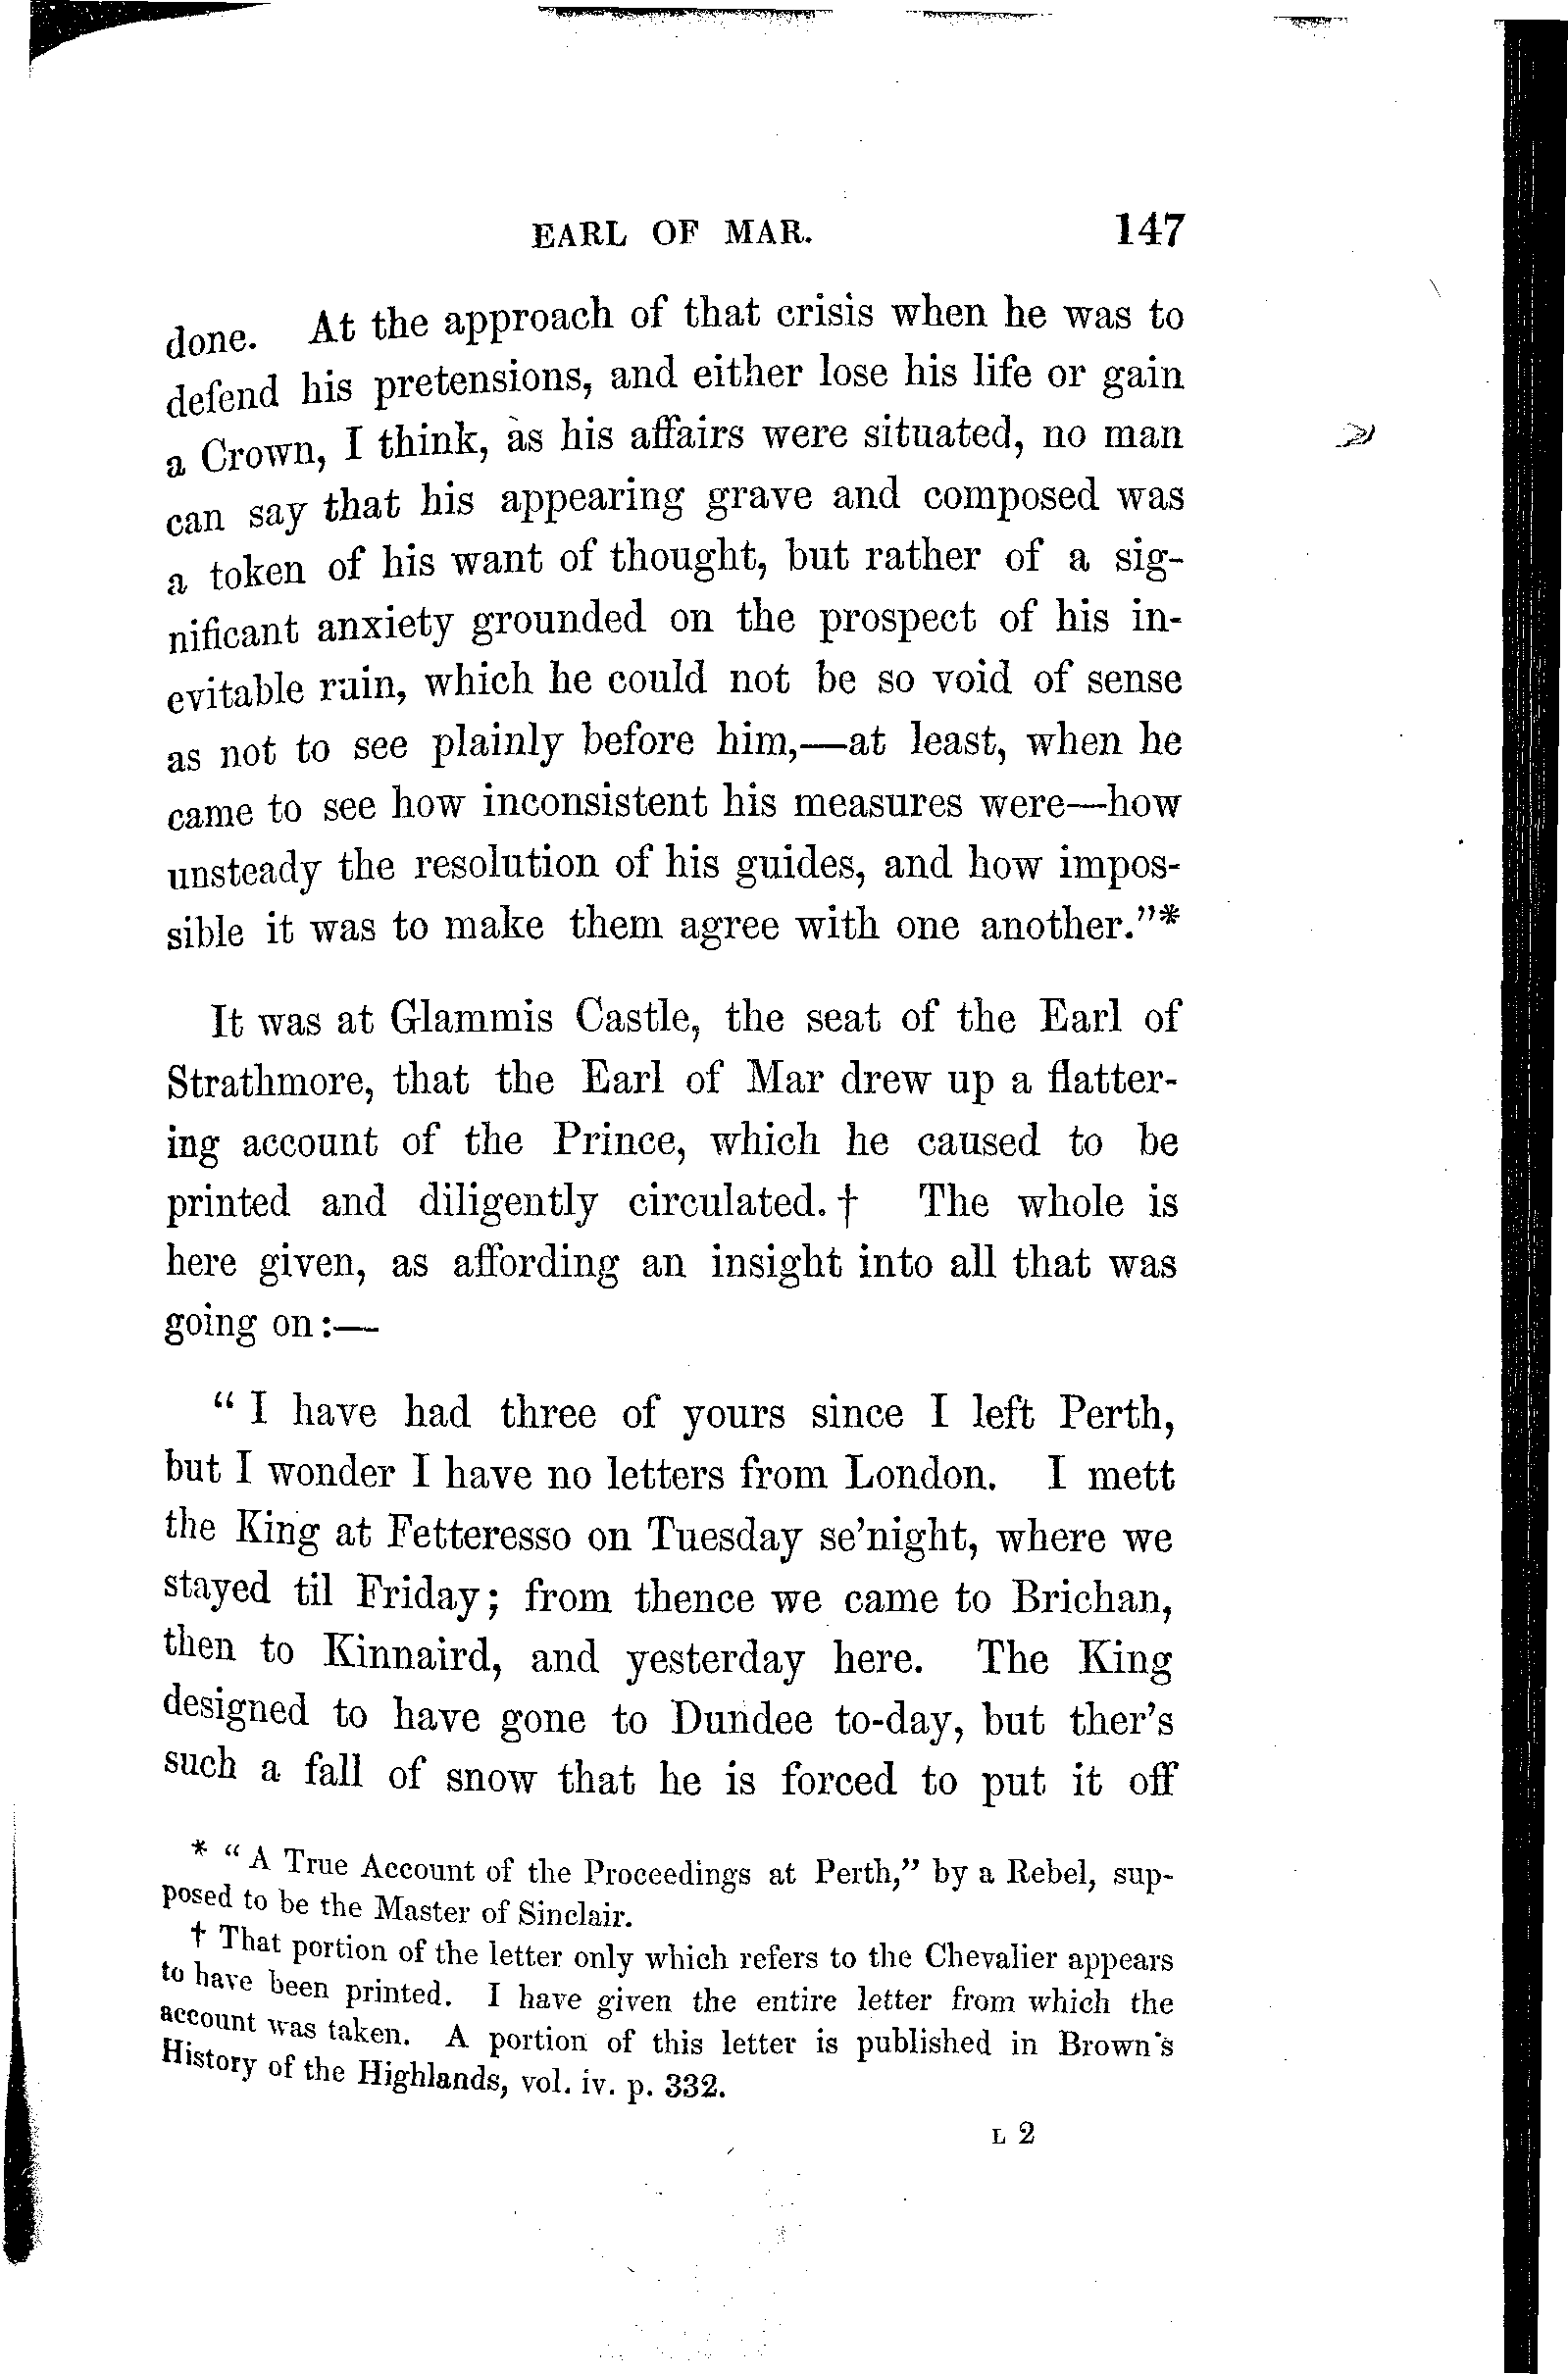 EARL OF MAR. 147
done. At the approach of that crisis when he was to
defend his pretensions, and either lose his life or gain
a Crown, I think, as his affairs were situated, no man
can say that his appearing grave and composed was
a token of his want of thought, but rather of a sig-
nificant anxiety grounded on the prospect of his in-
evitable ruin, which he could not be so void of sense
as not to see plainly before him,—at least, when he
came to see how inconsistent his measures were—how
unsteady the resolution of his guides, and how impos-
sible it was to make them agree with one another."*
It was at Glammis Castle, the seat of the Earl of
Strathmore, that the Earl of Mar drew up a flatter-
ing account of the Prince, which he caused to be
printed and diligently circulated.† The whole is
here given, as affording an insight into all that was
going on:—
"I have had three of yours since I left Perth,
but I wonder I have no letters from London. I mett
the King at Fetteresso on Tuesday se'night, where we
stayed til Friday; from thence we came to Brichan,
then to Kinnaird, and yesterday here. The King
designed to have gone to Dundee to-day, but ther's
such a fall of snow that he is forced to put it off
* "A True Account of the Proceedings at Perth," by a Rebel, sup-
posed to be the Master of Sinclair.
† That portion of the letter only which refers to the Chevalier appears
to have been printed. I have given the entire letter from which the
account was taken. A portion of this letter is published in Brown's
History of the Highlands, vol. iv. p. 332.
L 2